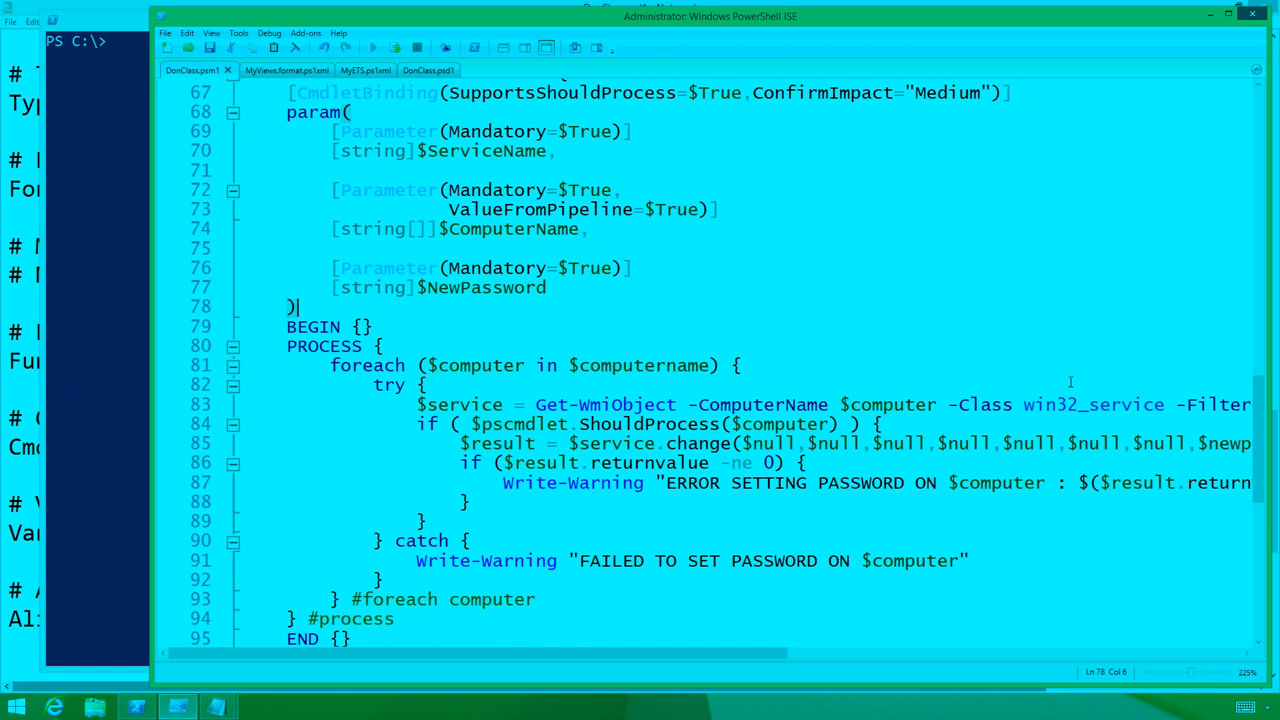 Administrator: Windows PowerShell ISE
File Edit View Tools Debug Add-ons Help
DonClass.psm1 MyViews.format.ps1xml MyETS.ps1xml DonClass.psd1
File Edit
PS C:\>
67 [CmdletBinding(SupportsShouldProcess=$True,ConfirmImpact="Medium")]
68 param(
69 [Parameter(Mandatory=$True)]
70 [string]$ServiceName,
71
72 [Parameter(Mandatory=$True,
73 ValueFromPipeline=$True)]
74 [string[]]$ComputerName,
75
76 [Parameter(Mandatory=$True)]
77 [string]$NewPassword
78 )
79 BEGIN {}
80 PROCESS {
81 foreach ($computer in $computername) {
82 try {
83 $service = Get-WmiObject -ComputerName $computer -Class win32_service -Filter
84 if ( $pscmdlet.ShouldProcess($computer) ) {
85 $result = $service.change($null,$null,$null,$null,$null,$null,$null,$newp
86 if ($result.returnvalue -ne 0) {
87 Write-Warning "ERROR SETTING PASSWORD ON $computer : $($result.return
88 }
89 }
90 } catch {
91 Write-Warning "FAILED TO SET PASSWORD ON $computer"
92 }
93 } #foreach computer
94 } #process
95 END {}
Ln 78 Col 6 225%